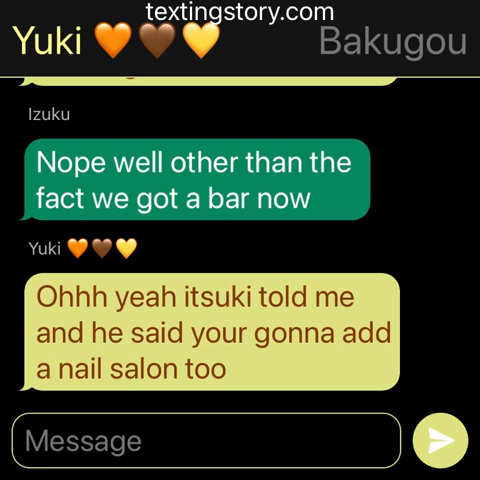 textingstory.com
Yuki 🧡🤎💛 Bakugou
Izuku
Nope well other than the
fact we got a bar now
Yuki 🧡🤎💛
Ohhh yeah itsuki told me
and he said your gonna add
a nail salon too
Message